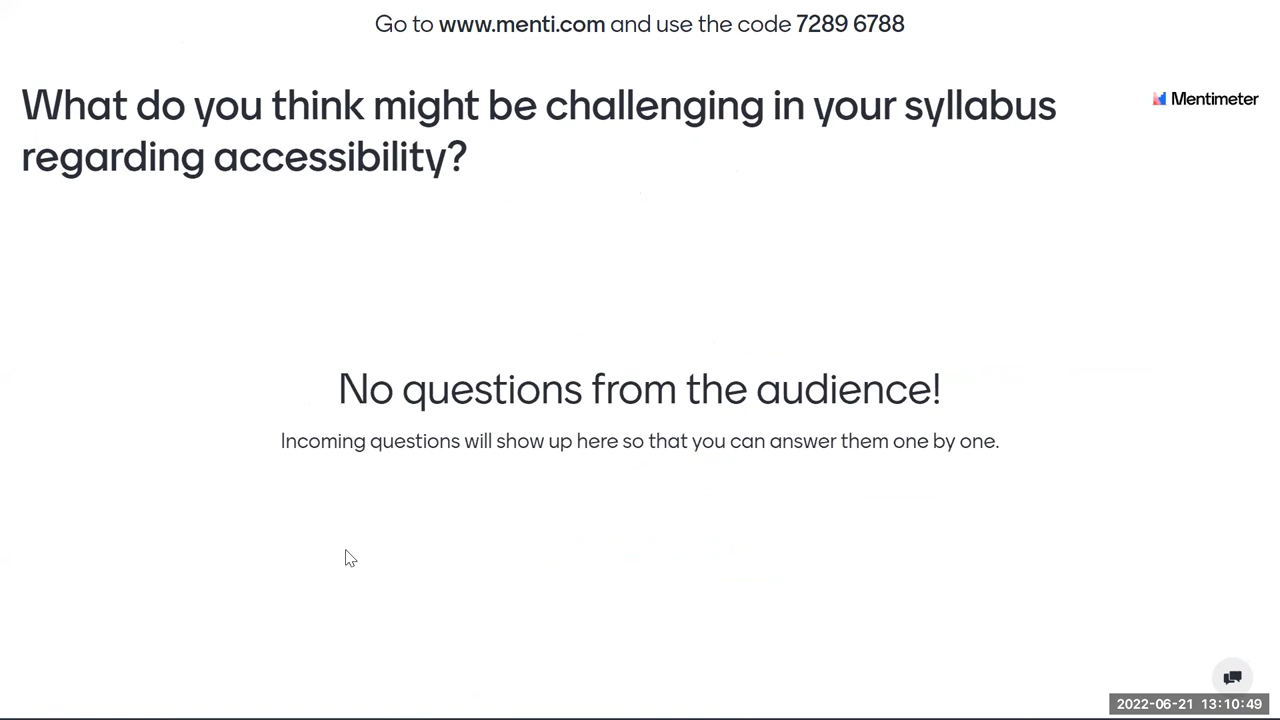 Go to www.menti.com and use the code 7289 6788
What do you think might be challenging in your syllabus
regarding accessibility?
Mentimeter
No questions from the audience!
Incoming questions will show up here so that you can answer them one by one.
2022-06-21 13:10:49